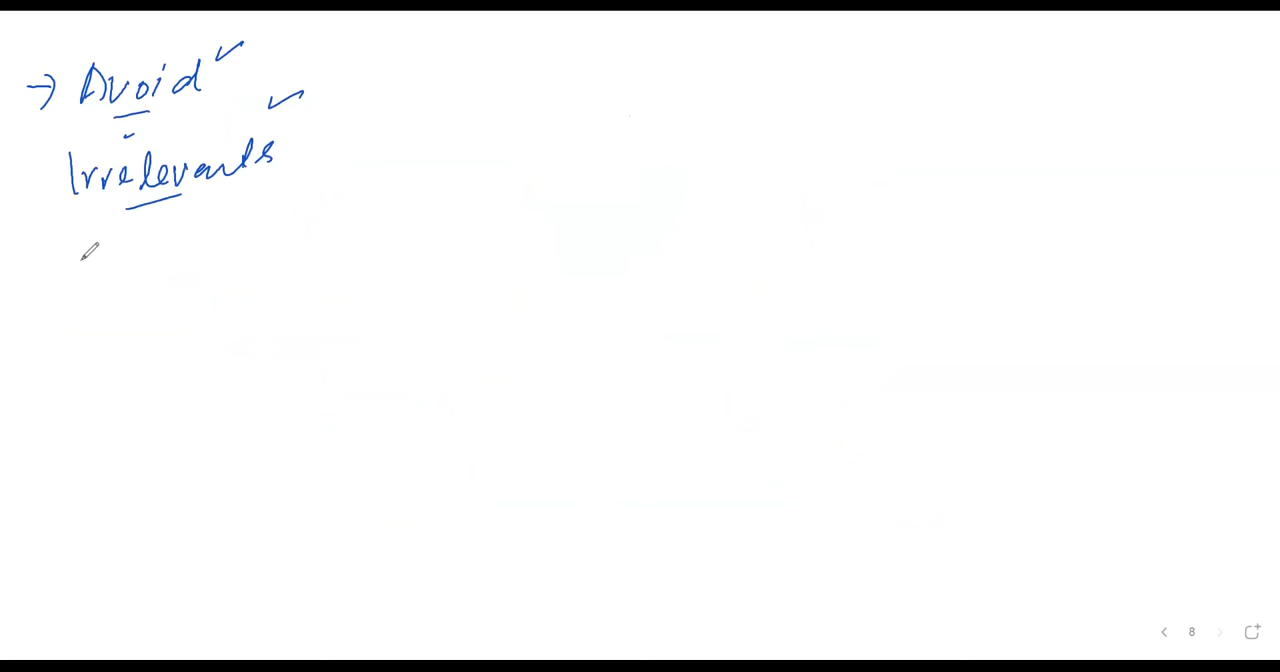 → Avoid ✓
Irrelevants ✓
8